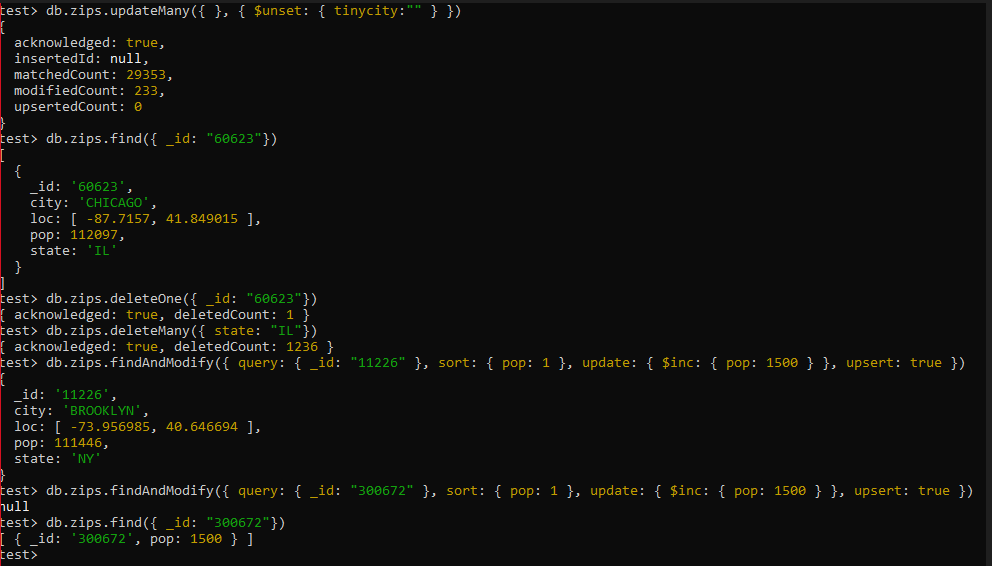 test> db.zips.updateMany({ }, { $unset: { tinycity:"" } })
{
  acknowledged: true,
  insertedId: null,
  matchedCount: 29353,
  modifiedCount: 233,
  upsertedCount: 0
}
test> db.zips.find({ _id: "60623"})
[
  {
    _id: '60623',
    city: 'CHICAGO',
    loc: [ -87.7157, 41.849015 ],
    pop: 112097,
    state: 'IL'
  }
]
test> db.zips.deleteOne({ _id: "60623"})
{ acknowledged: true, deletedCount: 1 }
test> db.zips.deleteMany({ state: "IL"})
{ acknowledged: true, deletedCount: 1236 }
test> db.zips.findAndModify({ query: { _id: "11226" }, sort: { pop: 1 }, update: { $inc: { pop: 1500 } }, upsert: true })
{
  _id: '11226',
  city: 'BROOKLYN',
  loc: [ -73.956985, 40.646694 ],
  pop: 111446,
  state: 'NY'
}
test> db.zips.findAndModify({ query: { _id: "300672" }, sort: { pop: 1 }, update: { $inc: { pop: 1500 } }, upsert: true })
null
test> db.zips.find({ _id: "300672"})
[ { _id: '300672', pop: 1500 } ]
test>